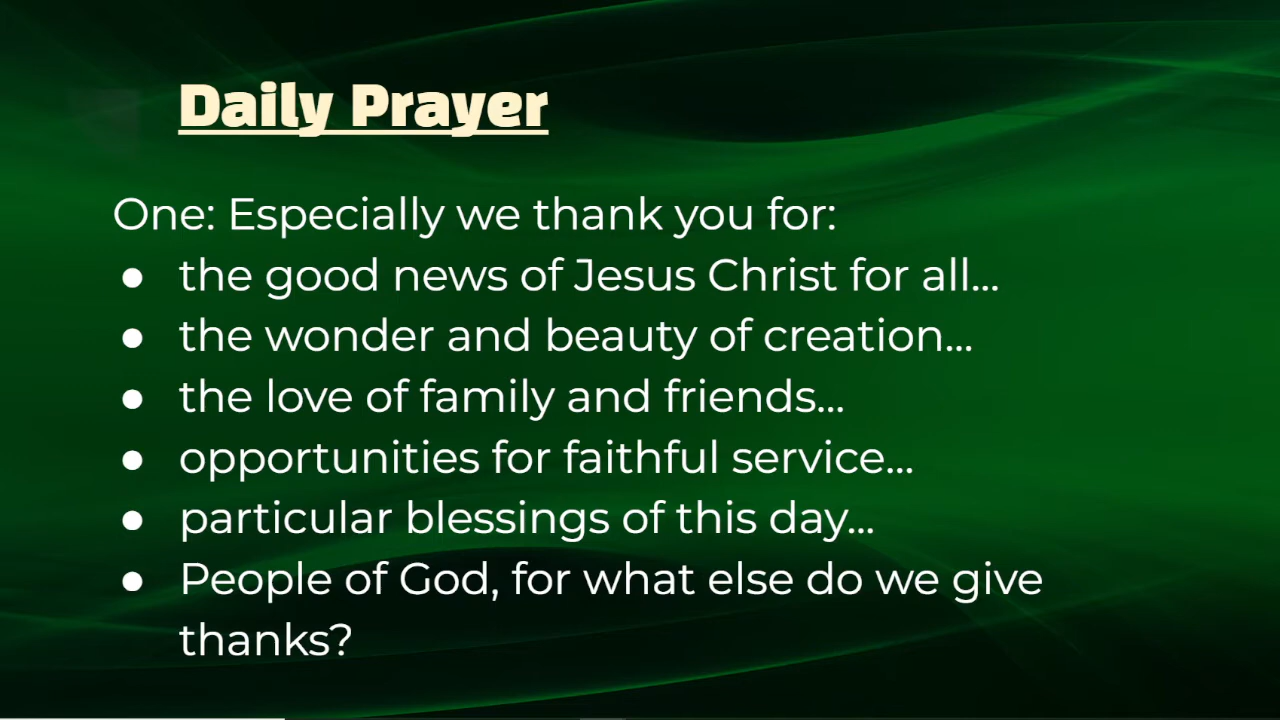 Daily Prayer
One: Especially we thank you for:
● the good news of Jesus Christ for all...
● the wonder and beauty of creation...
● the love of family and friends...
● opportunities for faithful service...
● particular blessings of this day...
● People of God, for what else do we give
thanks?